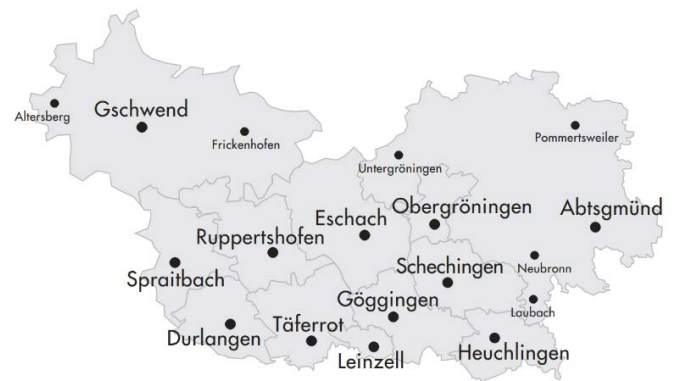 Gschwend
Altersberg
Frickenhofen
Pommertsweiler
Untergröningen
Obergröningen
Abtsgmünd
Eschach
Ruppertshofen
Schechingen
Neubronn
Spraitbach
Göggingen
Laubach
Täferrot
Durlangen
Heuchlingen
Leinzell